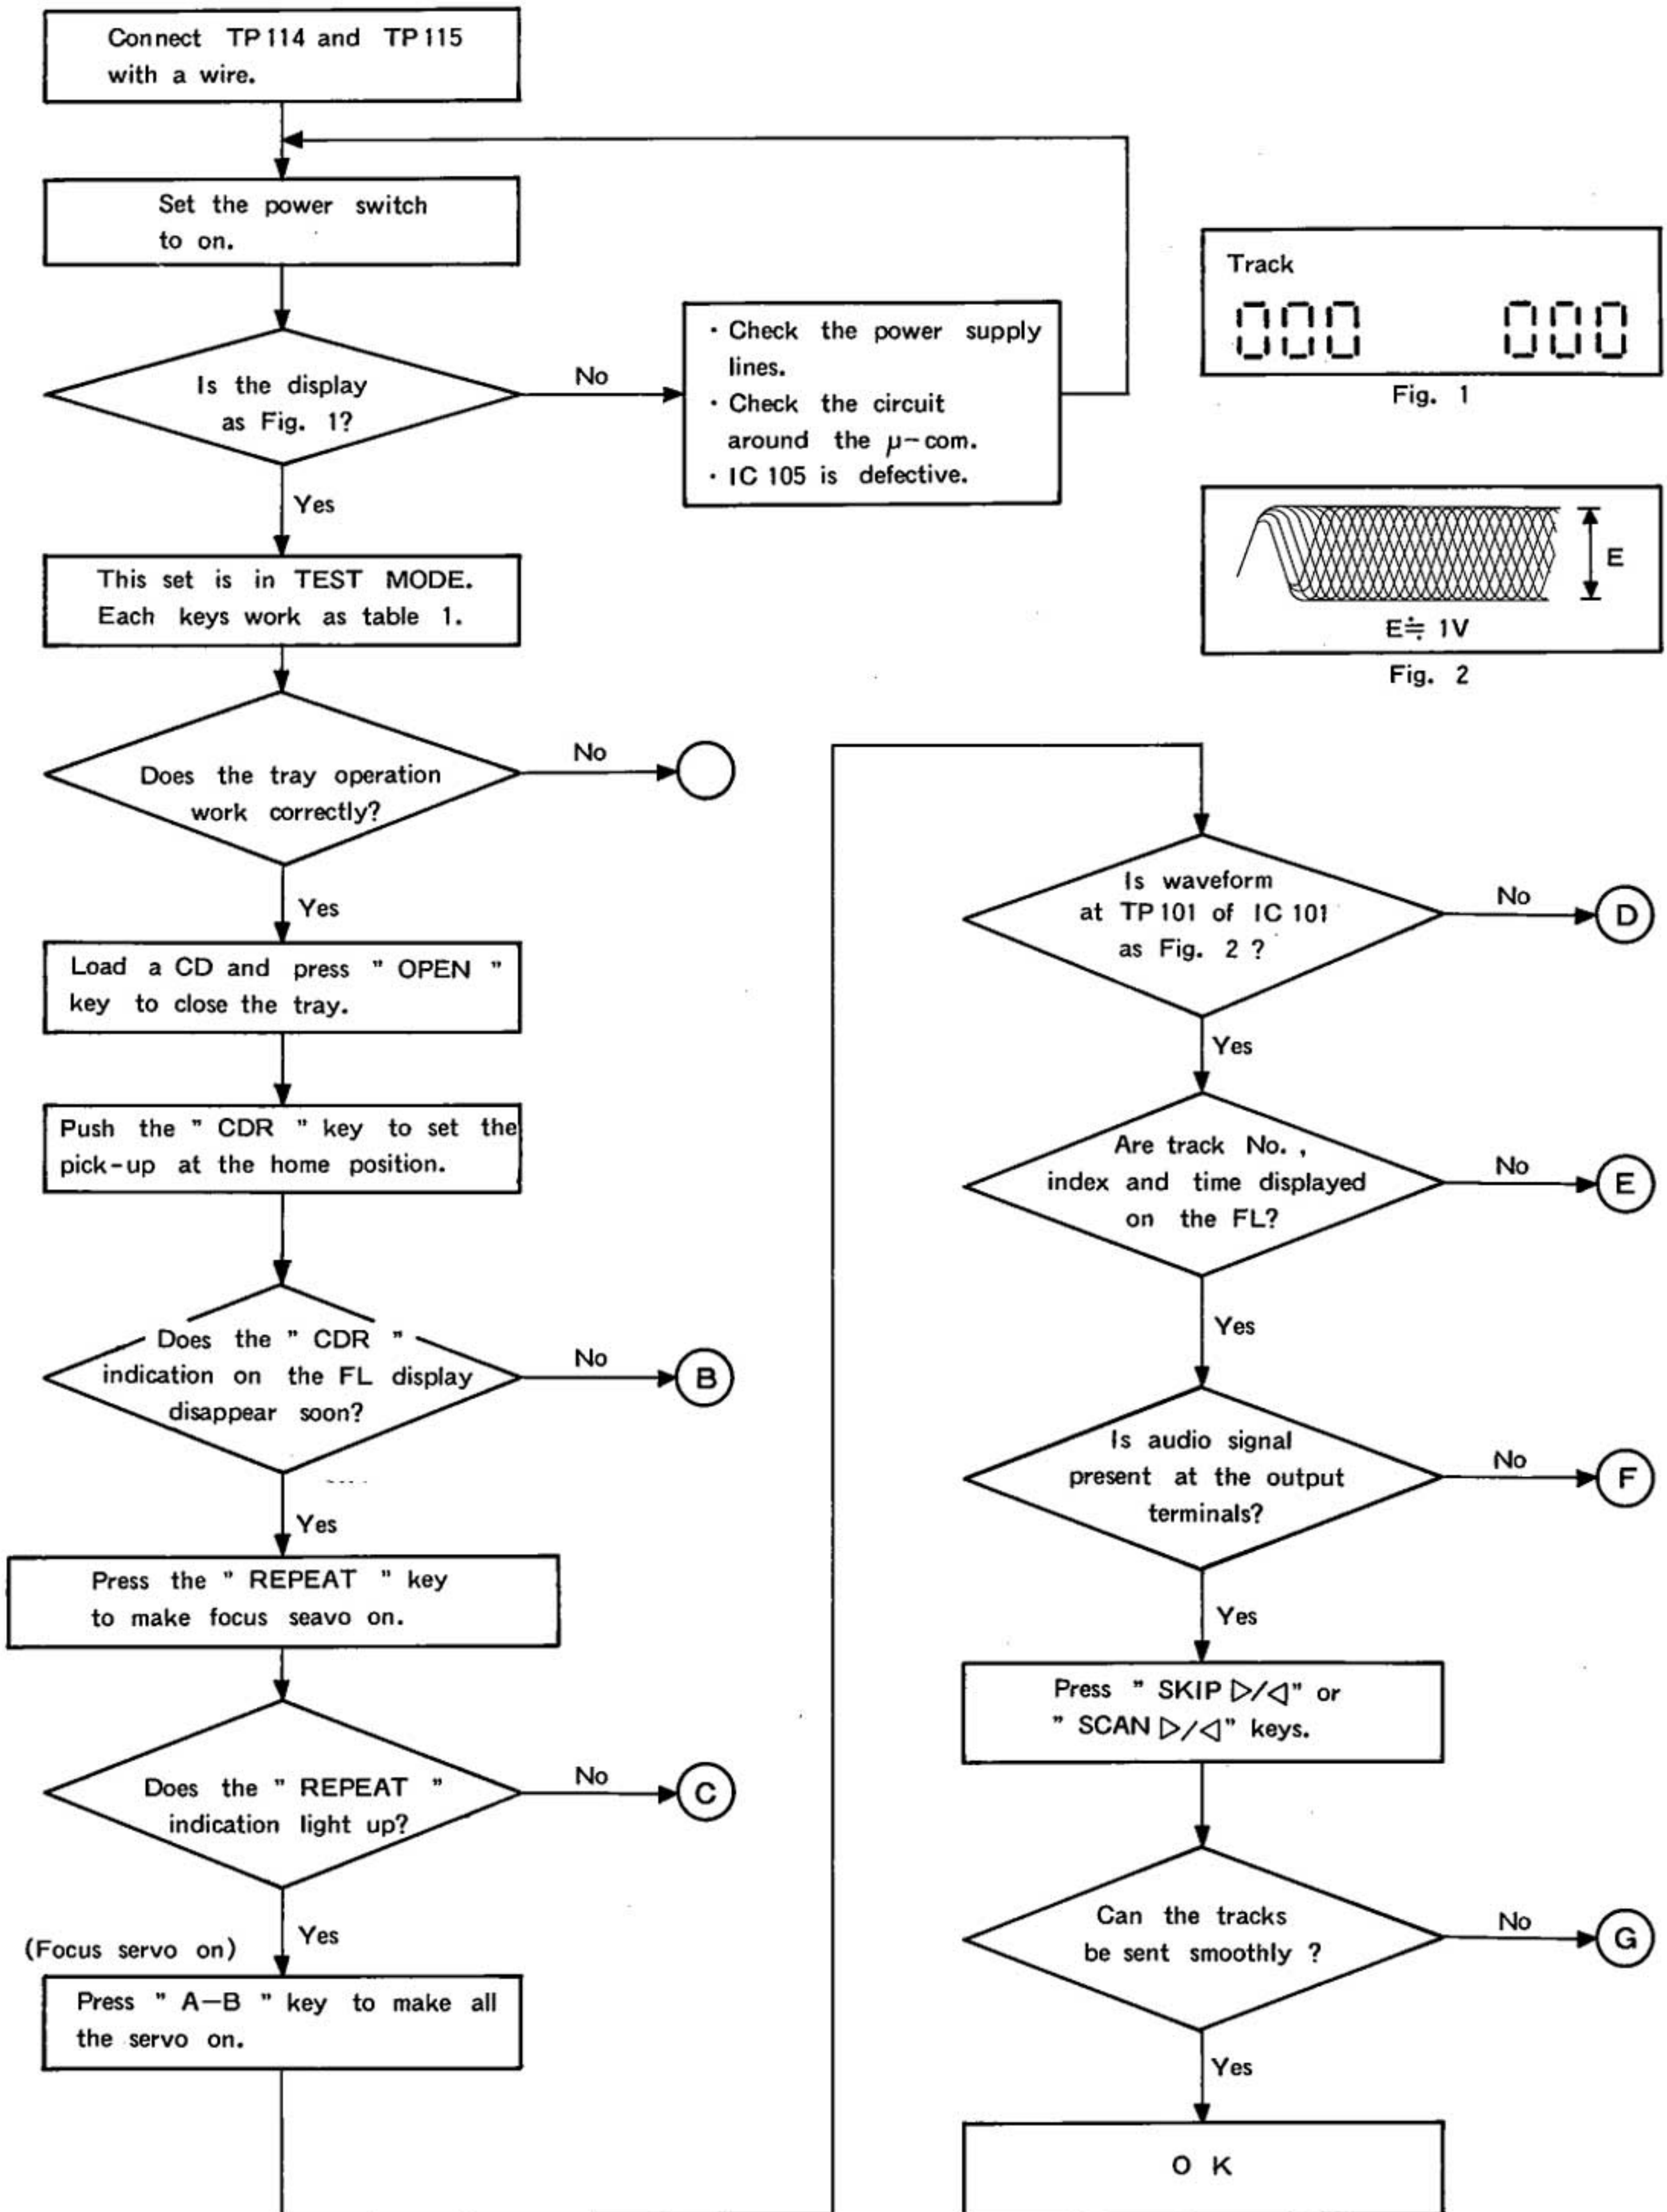 Connect TP114 and TP115
with a wire.
Set the power switch
to on.
Is the display
as Fig. 1?
No
· Check the power supply
lines.
· Check the circuit
around the μ-com.
· IC 105 is defective.
Yes
This set is in TEST MODE.
Each keys work as table 1.
Does the tray operation
work correctly?
No
Yes
Load a CD and press " OPEN "
key to close the tray.
Push the " CDR " key to set the
pick-up at the home position.
Does the " CDR "
indication on the FL display
disappear soon?
No
B
Yes
Press the " REPEAT " key
to make focus seavo on.
Does the " REPEAT "
indication light up?
No
C
Yes
(Focus servo on)
Press " A-B " key to make all
the servo on.
Track
000 000
Fig. 1
E
E≒ 1V
Fig. 2
Is waveform
at TP101 of IC 101
as Fig. 2 ?
No
D
Yes
Are track No. ,
index and time displayed
on the FL?
No
E
Yes
Is audio signal
present at the output
terminals?
No
F
Yes
Press " SKIP ▷/◁" or
" SCAN ▷/◁" keys.
Can the tracks
be sent smoothly ?
No
G
Yes
O K